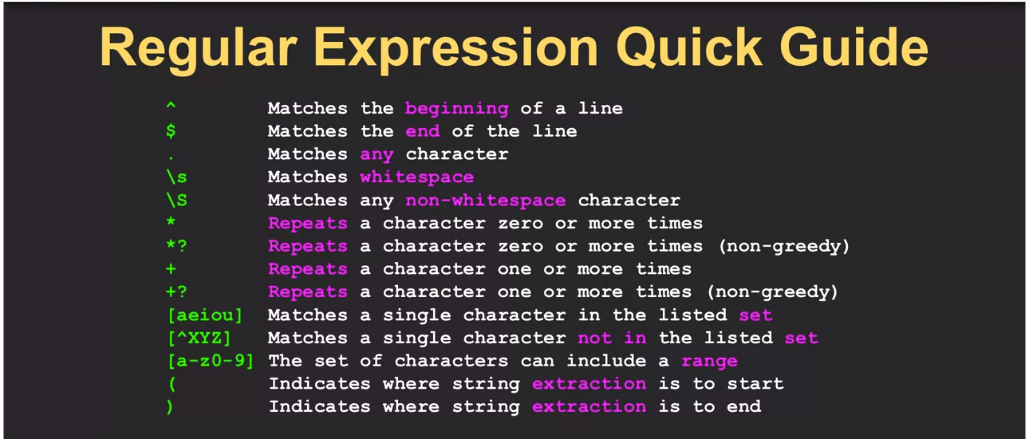 Regular Expression Quick Guide
^ Matches the beginning of a line
$ Matches the end of the line
. Matches any character
\s Matches whitespace
\S Matches any non-whitespace character
* Repeats a character zero or more times
*? Repeats a character zero or more times (non-greedy)
+ Repeats a character one or more times
+? Repeats a character one or more times (non-greedy)
[aeiou] Matches a single character in the listed set
[^XYZ] Matches a single character not in the listed set
[a-z0-9] The set of characters can include a range
( Indicates where string extraction is to start
) Indicates where string extraction is to end